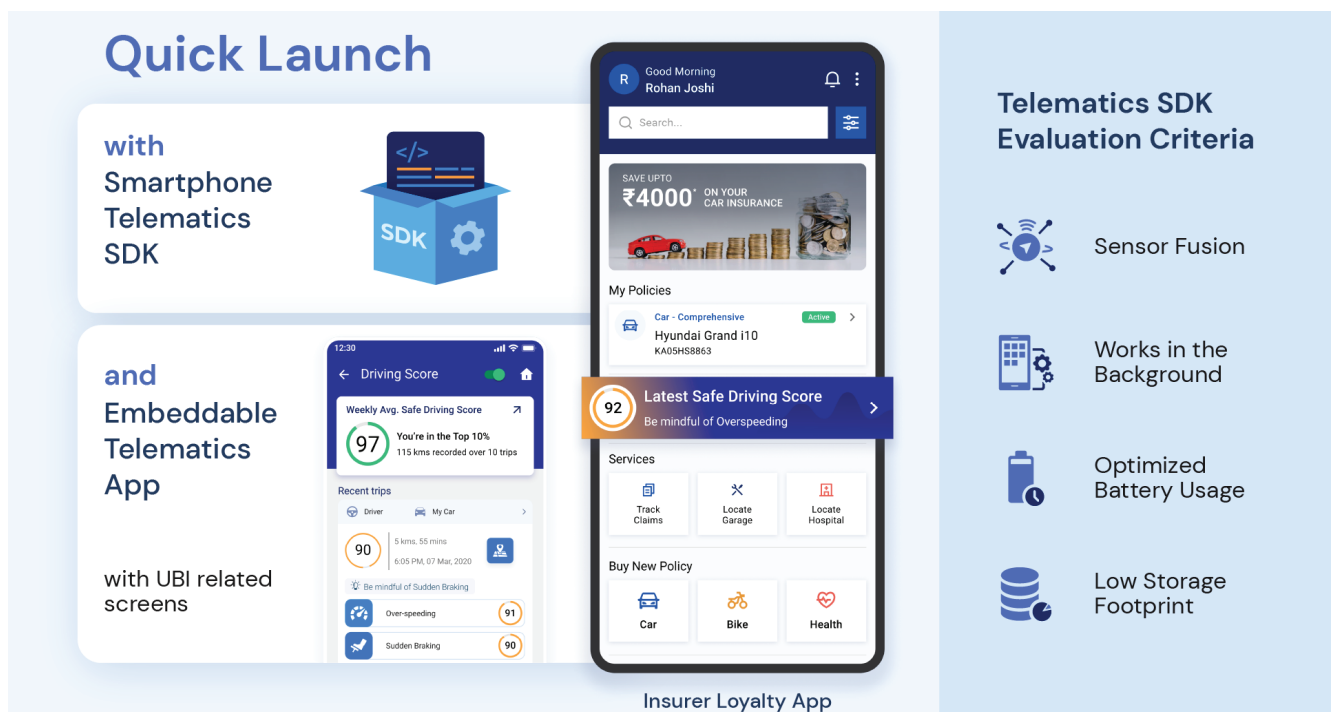 Quick Launch
with
Smartphone
Telematics
SDK
</>
SDK
and
Embeddable
Telematics
App
with UBI related
screens
12:30
Driving Score
Weekly Avg. Safe Driving Score
97
You're in the Top 10%
115 kms recorded over 10 trips
Recent trips
Driver
My Car
90
5 kms, 55 mins
6:05 PM, 07 Mar, 2020
Be mindful of Sudden Braking
Over-speeding
91
Sudden Braking
90
R
Good Morning
Rohan Joshi
Search...
SAVE UPTO
₹4000*
ON YOUR
CAR INSURANCE
My Policies
Car - Comprehensive
Active
Hyundai Grand i10
KA05HS8863
92
Latest Safe Driving Score
Be mindful of Overspeeding
Services
Track
Claims
Locate
Garage
Locate
Hospital
Buy New Policy
Car
Bike
Health
Insurer Loyalty App
Telematics SDK
Evaluation Criteria
Sensor Fusion
Works in the
Background
Optimized
Battery Usage
Low Storage
Footprint